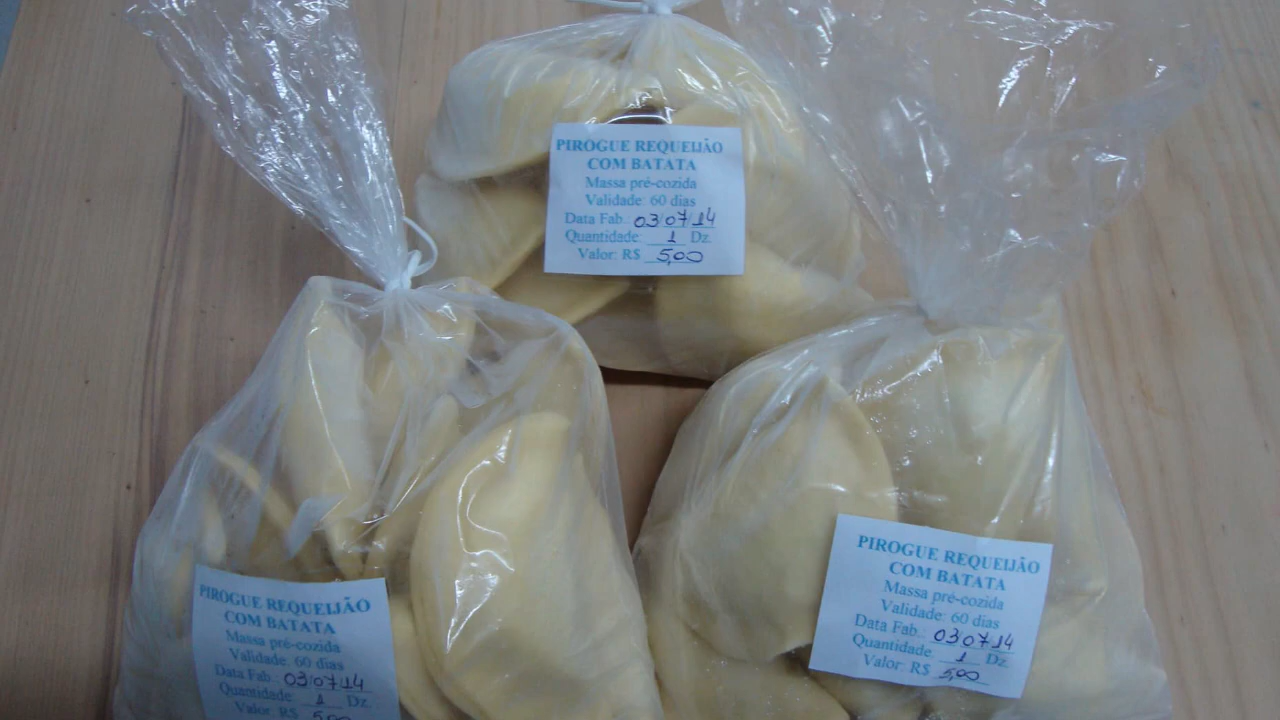 PIROGUE REQUEIJÃO
COM BATATA
Massa pré-cozida
Validade: 60 dias
Data Fab.: 03/07/14
Quantidade: 1 Dz.
Valor: R$ 5,00
PIROGUE REQUEIJÃO
COM BATATA
Massa pré-cozida
Validade: 60 dias
Data Fab.: 03/07/14
Quantidade: 1 Dz.
Valor: R$ 5,00
PIROGUE REQUEIJÃO
COM BATATA
Massa pré-cozida
Validade: 60 dias
Data Fab.: 03 07 14
Quantidade: 1 Dz.
Valor: R$ 5,00